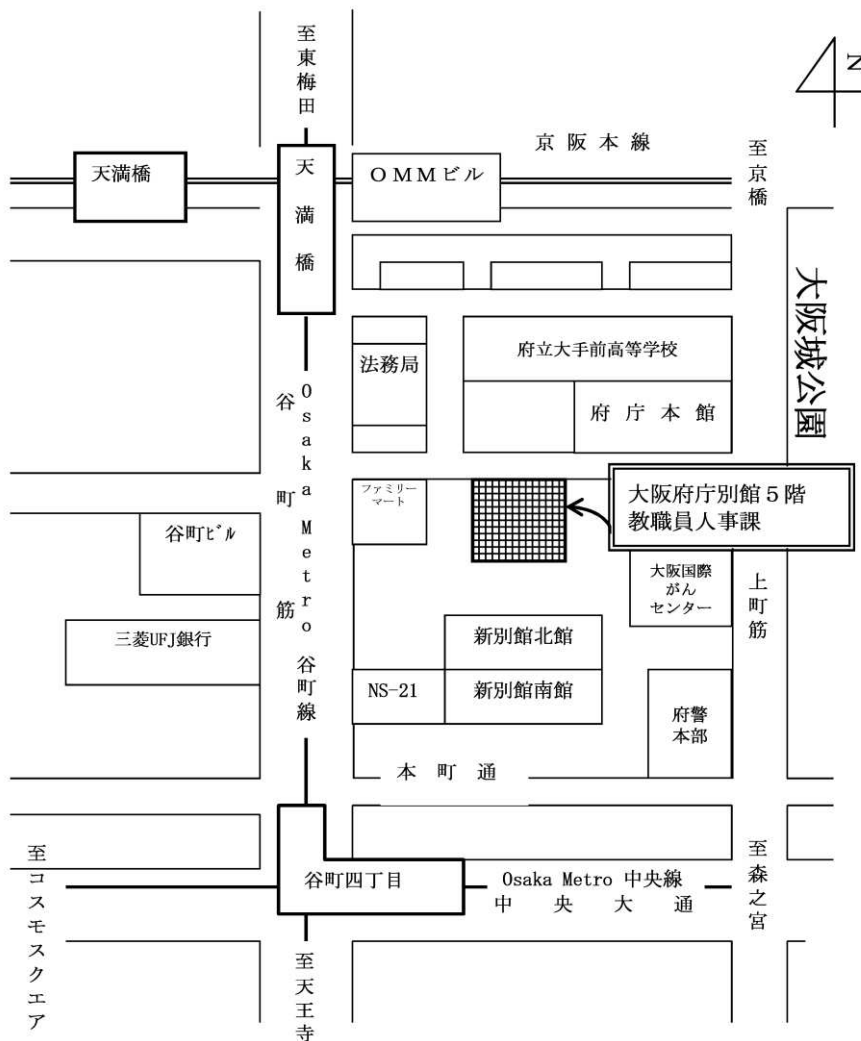 至東梅田
N
京阪本線
至京橋
天満橋
天満橋
OMMビル
大阪城公園
法務局
府立大手前高等学校
府庁本館
谷町筋
Osaka Metro 谷町線
ファミリー
マート
大阪府庁別館5階
教職員人事課
谷町ﾋﾞﾙ
大阪国際
がん
センター
上町筋
三菱UFJ銀行
新別館北館
NS-21
新別館南館
府警
本部
本町通
至コスモスクエア
谷町四丁目
Osaka Metro 中央線
中央大通
至森之宮
至天王寺